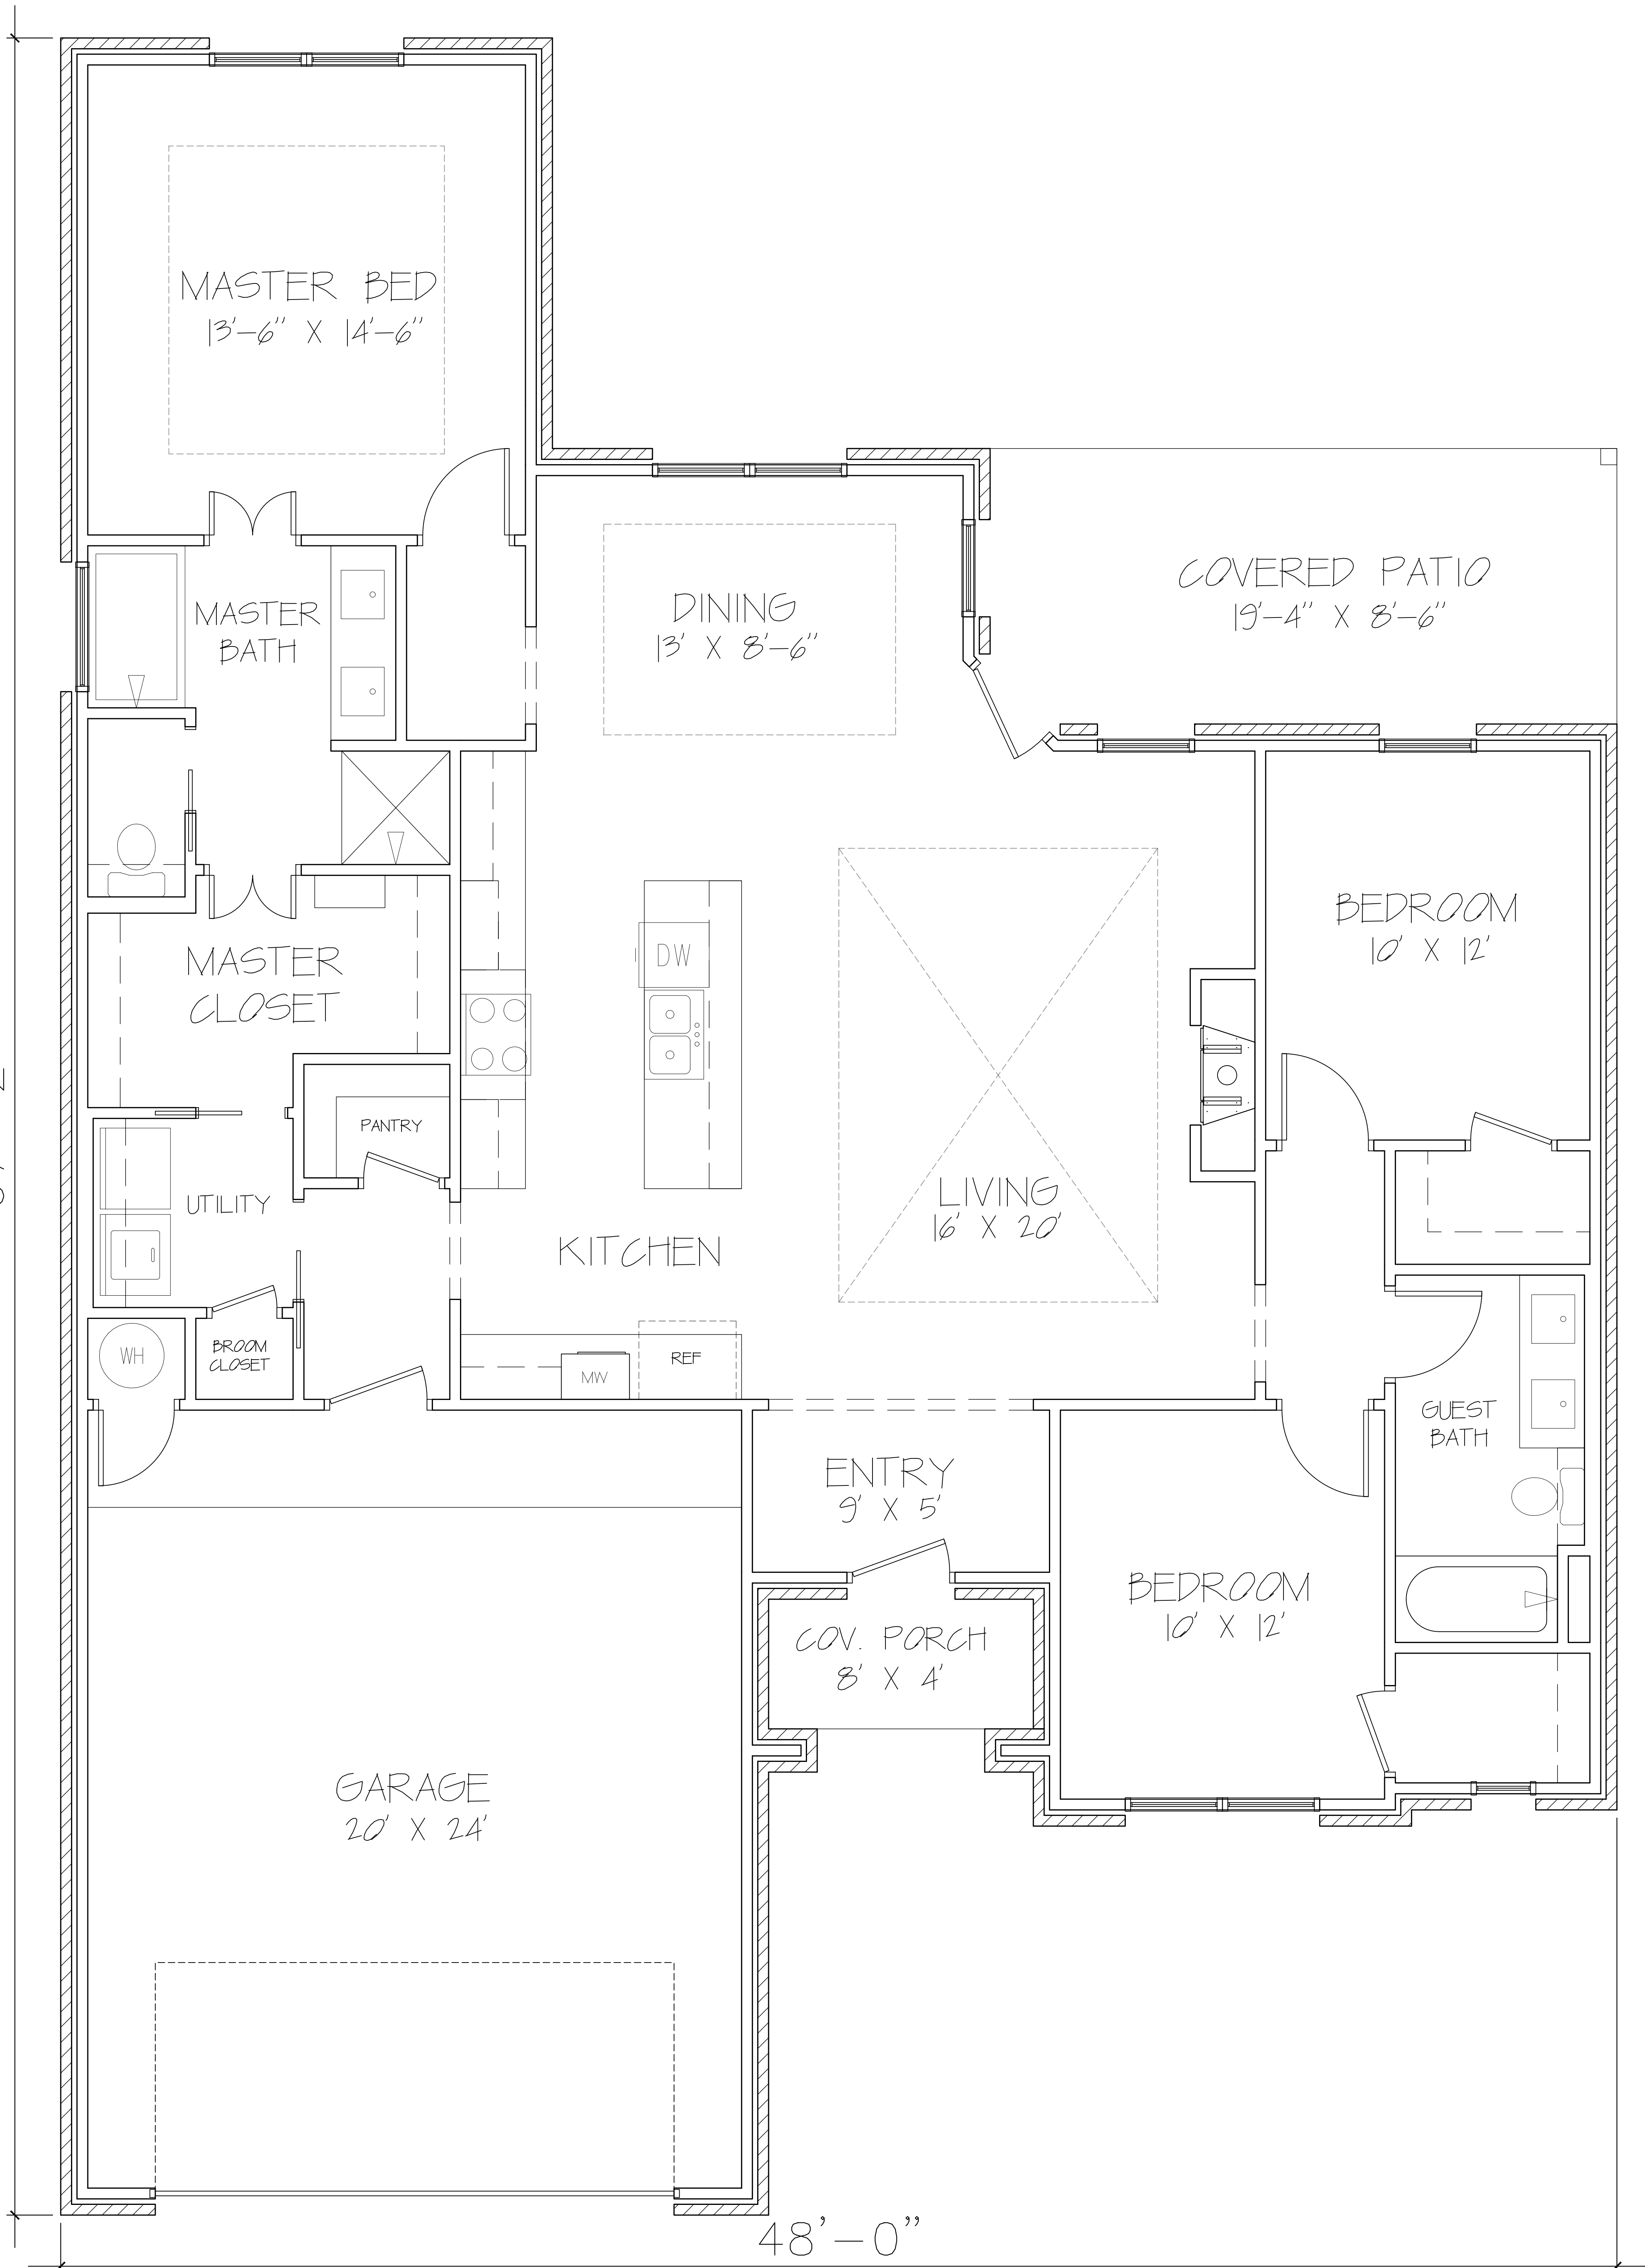 MASTER BED
13'-6" X 14'-6"
MASTER
BATH
DINING
13' X 8'-6"
COVERED PATIO
19'-4" X 8'-6"
BEDROOM
10' X 12'
MASTER
CLOSET
DW
PANTRY
UTILITY
LIVING
16' X 20'
KITCHEN
WH
BROOM
CLOSET
MW
REF
GUEST
BATH
ENTRY
9' X 5'
BEDROOM
10' X 12'
COV. PORCH
8' X 4'
GARAGE
20' X 24'
48'-0"